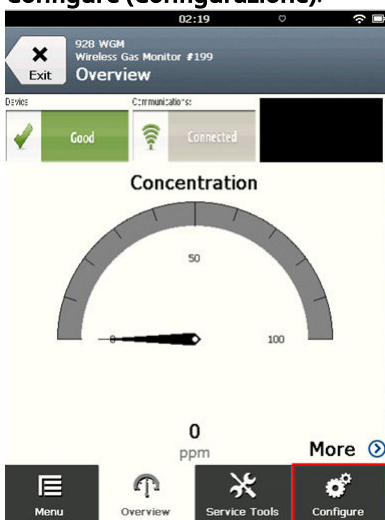 Configure (Configurazione).
02:19
928 WGM
Wireless Gas Monitor #199
Exit
Overview
Device
Communications:
Good
Connected
Concentration
50
0
100
0
ppm
More
Menu
Overview
Service Tools
Configure